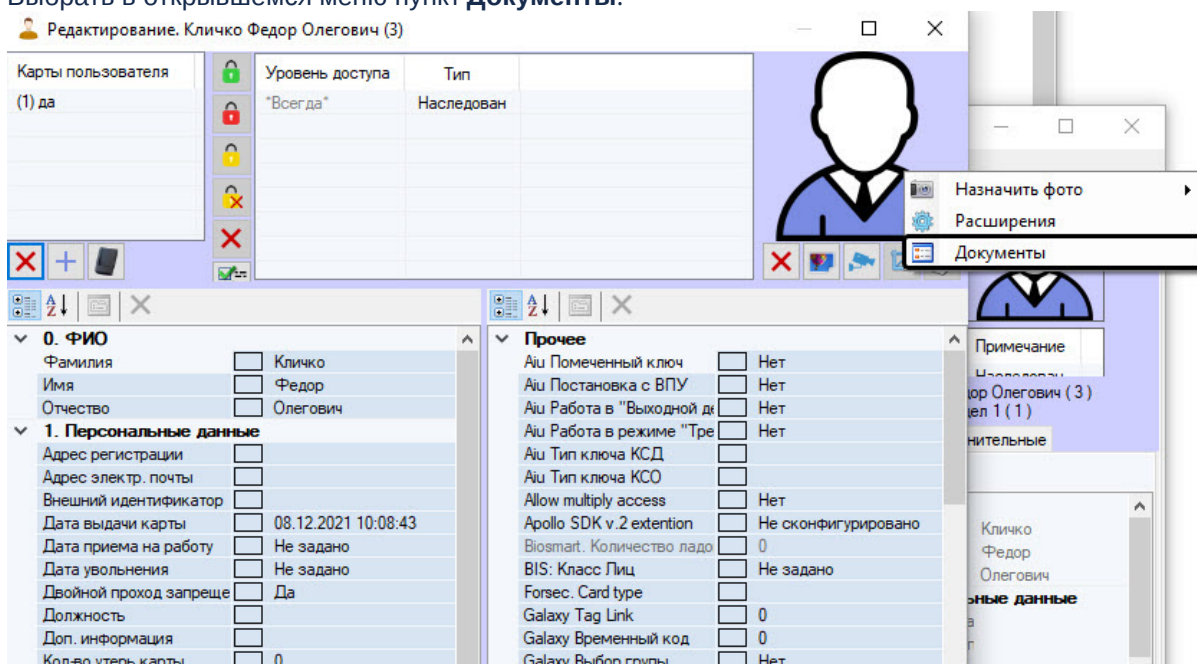 Выбрать в открывшемся меню пункт Документы.
Редактирование. Кличко Федор Олегович (3)
Карты пользователя
(1) да
Уровень доступа Тип
"Всегда" Наследован
Назначить фото
Расширения
Документы
Примечание
дор Олегович ( 3 )
дел 1 ( 1 )
нительные
Кличко
Федор
Олегович
ьные данные
0. ФИО
Фамилия Кличко
Имя Федор
Отчество Олегович
1. Персональные данные
Адрес регистрации
Адрес электр. почты
Внешний идентификатор
Дата выдачи карты 08.12.2021 10:08:43
Дата приема на работу Не задано
Дата увольнения Не задано
Двойной проход запреще Да
Должность
Доп. информация
Кол-во утерь карты 0
Прочее
Aiu Помеченный ключ Нет
Aiu Постановка с ВПУ Нет
Aiu Работа в "Выходной де Нет
Aiu Работа в режиме "Тре Нет
Aiu Тип ключа КСД
Aiu Тип ключа КСО
Allow multiply access Нет
Apollo SDK v.2 extention Не сконфигурировано
Biosmart. Количество ладо 0
BIS: Класс Лиц Не задано
Forsec. Card type
Galaxy Tag Link 0
Galaxy Временный код 0
Galaxy Выбор групы Нет